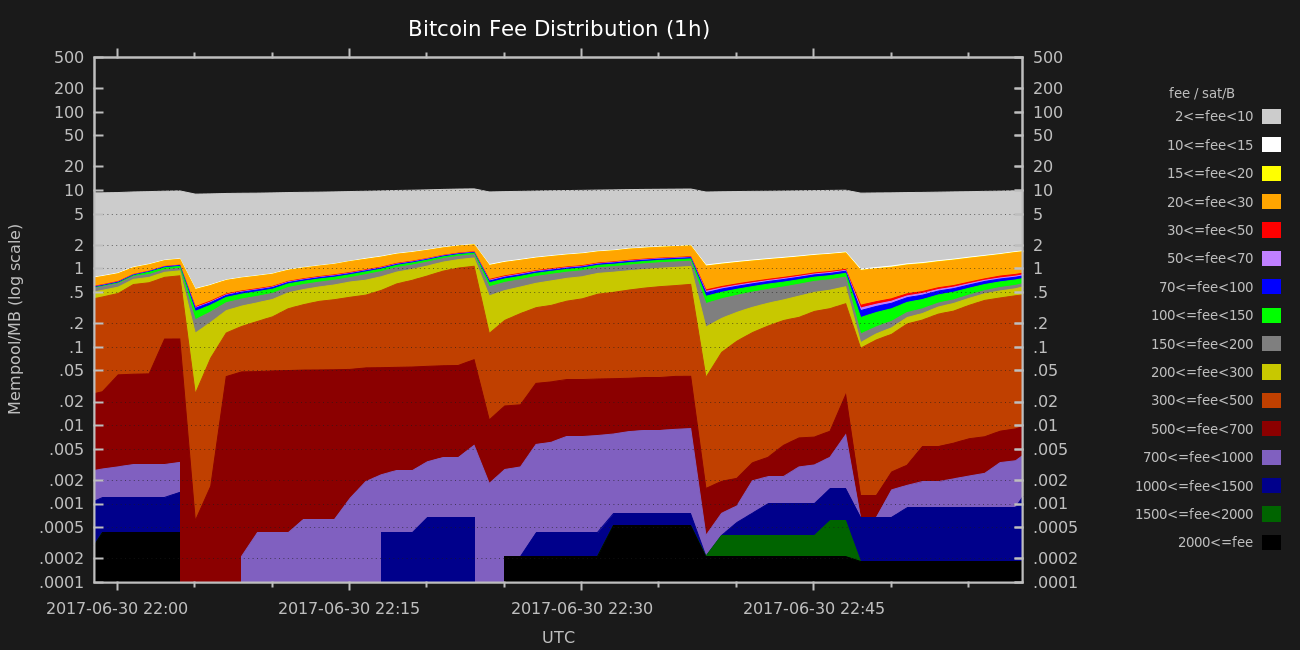 Bitcoin Fee Distribution (1h)
500
200
100
50
20
10
5
2
1
.5
.2
.1
.05
.02
.01
.005
.002
.001
.0005
.0002
.0001
Mempool/MB (log scale)
500
200
100
50
20
10
5
2
1
.5
.2
.1
.05
.02
.01
.005
.002
.001
.0005
.0002
.0001
2017-06-30 22:00
2017-06-30 22:15
2017-06-30 22:30
2017-06-30 22:45
UTC
fee / sat/B
2<=fee<10
10<=fee<15
15<=fee<20
20<=fee<30
30<=fee<50
50<=fee<70
70<=fee<100
100<=fee<150
150<=fee<200
200<=fee<300
300<=fee<500
500<=fee<700
700<=fee<1000
1000<=fee<1500
1500<=fee<2000
2000<=fee